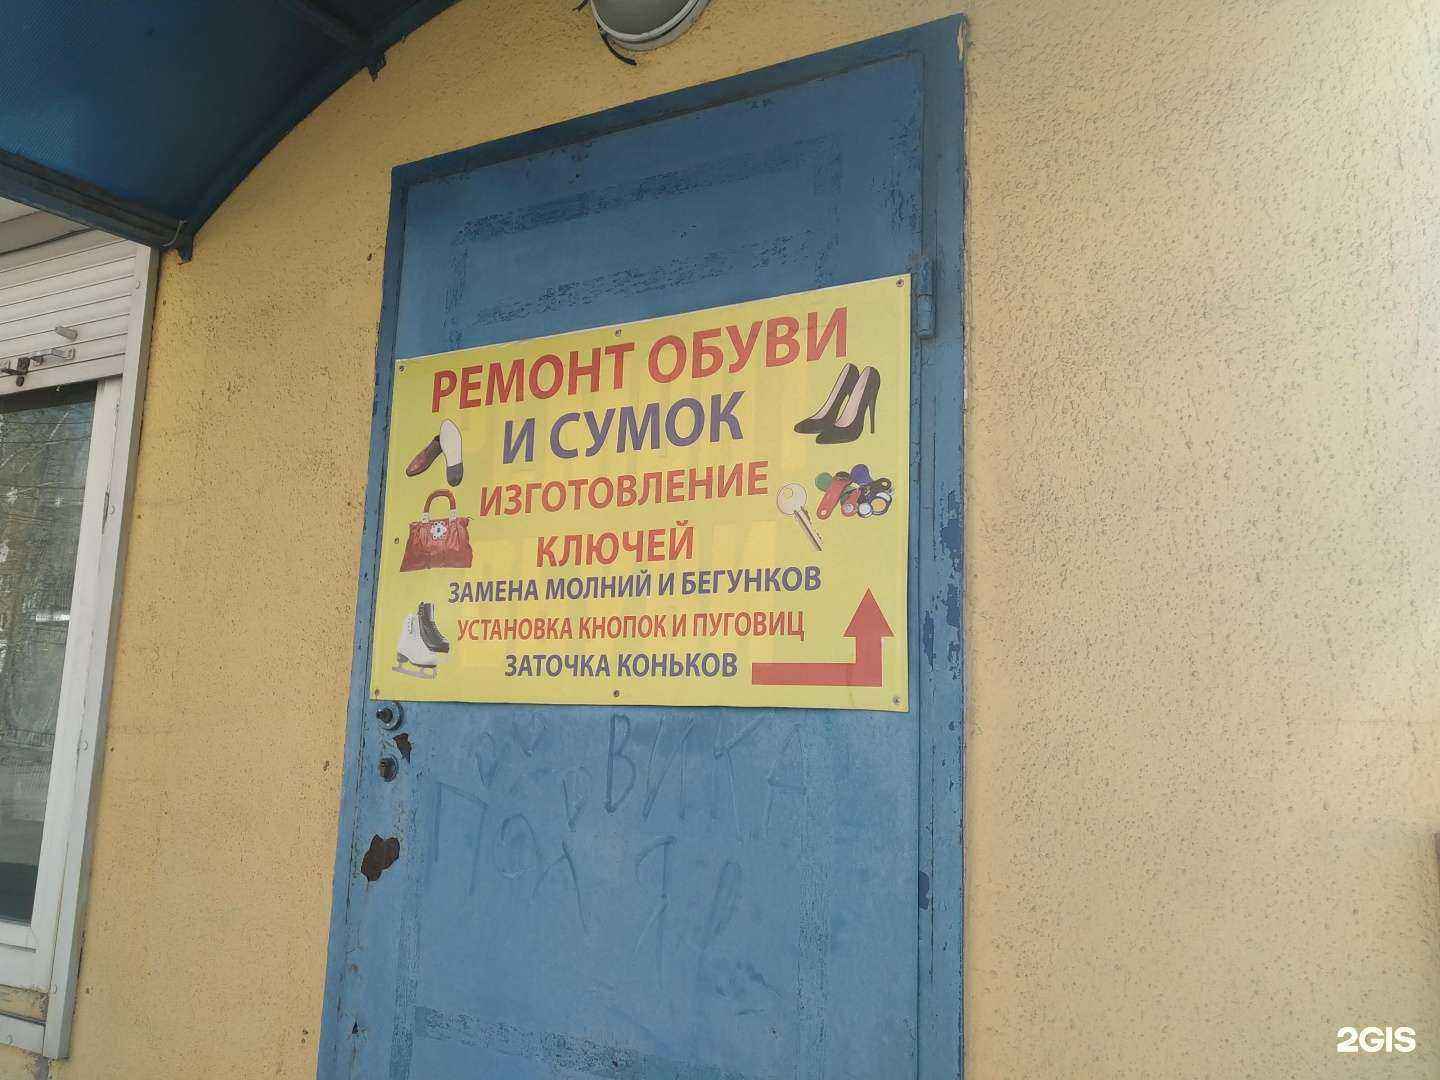 РЕМОНТ ОБУВИ
И СУМОК
ИЗГОТОВЛЕНИЕ
КЛЮЧЕЙ
ЗАМЕНА МОЛНИЙ И БЕГУНКОВ
УСТАНОВКА КНОПОК И ПУГОВИЦ
ЗАТОЧКА КОНЬКОВ
ВИКА
2GIS